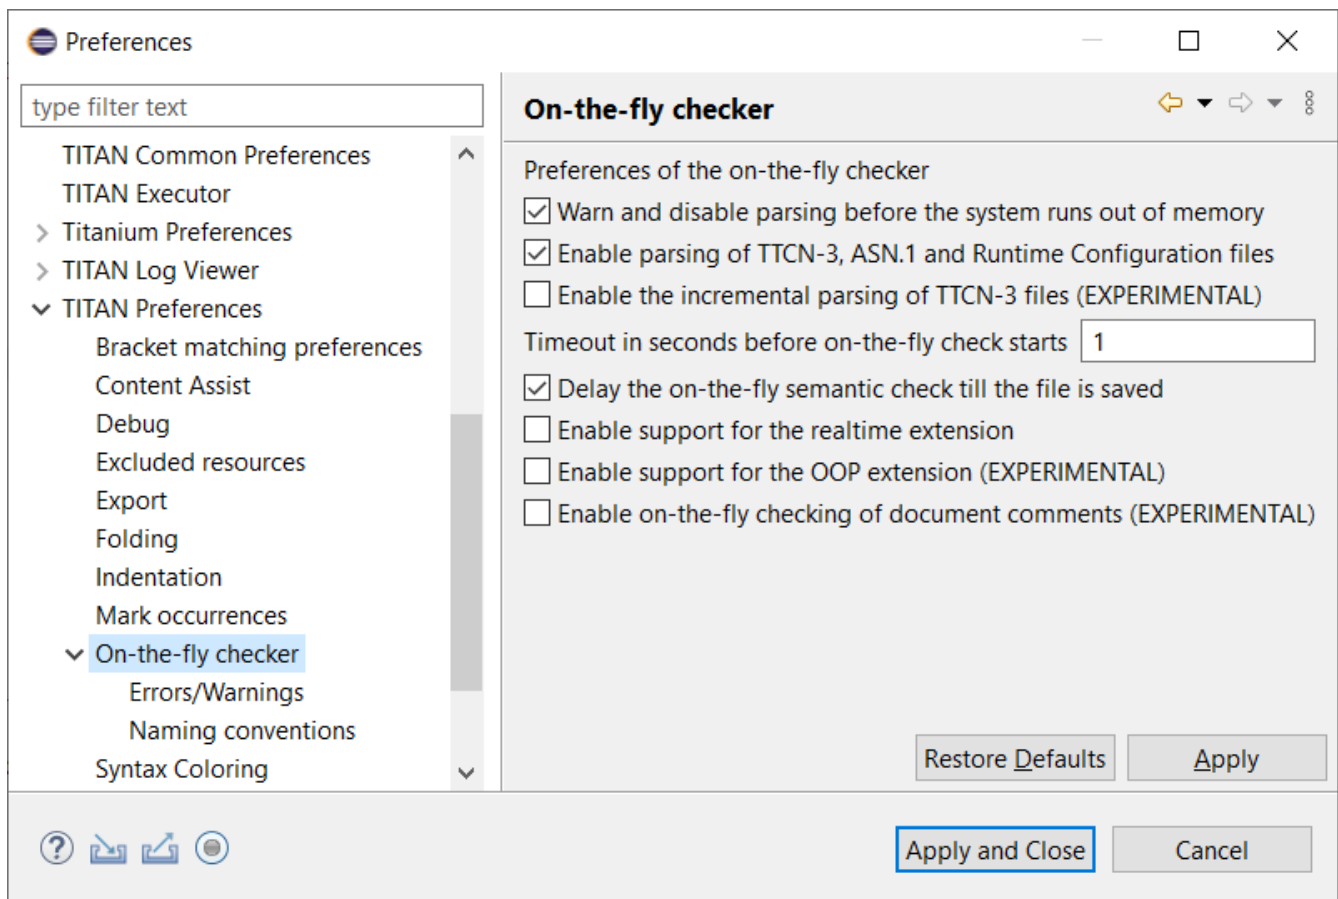 Preferences
type filter text
TITAN Common Preferences
TITAN Executor
Titanium Preferences
TITAN Log Viewer
TITAN Preferences
Bracket matching preferences
Content Assist
Debug
Excluded resources
Export
Folding
Indentation
Mark occurrences
On-the-fly checker
Errors/Warnings
Naming conventions
Syntax Coloring
On-the-fly checker
Preferences of the on-the-fly checker
Warn and disable parsing before the system runs out of memory
Enable parsing of TTCN-3, ASN.1 and Runtime Configuration files
Enable the incremental parsing of TTCN-3 files (EXPERIMENTAL)
Timeout in seconds before on-the-fly check starts 1
Delay the on-the-fly semantic check till the file is saved
Enable support for the realtime extension
Enable support for the OOP extension (EXPERIMENTAL)
Enable on-the-fly checking of document comments (EXPERIMENTAL)
Restore Defaults Apply
? Apply and Close Cancel